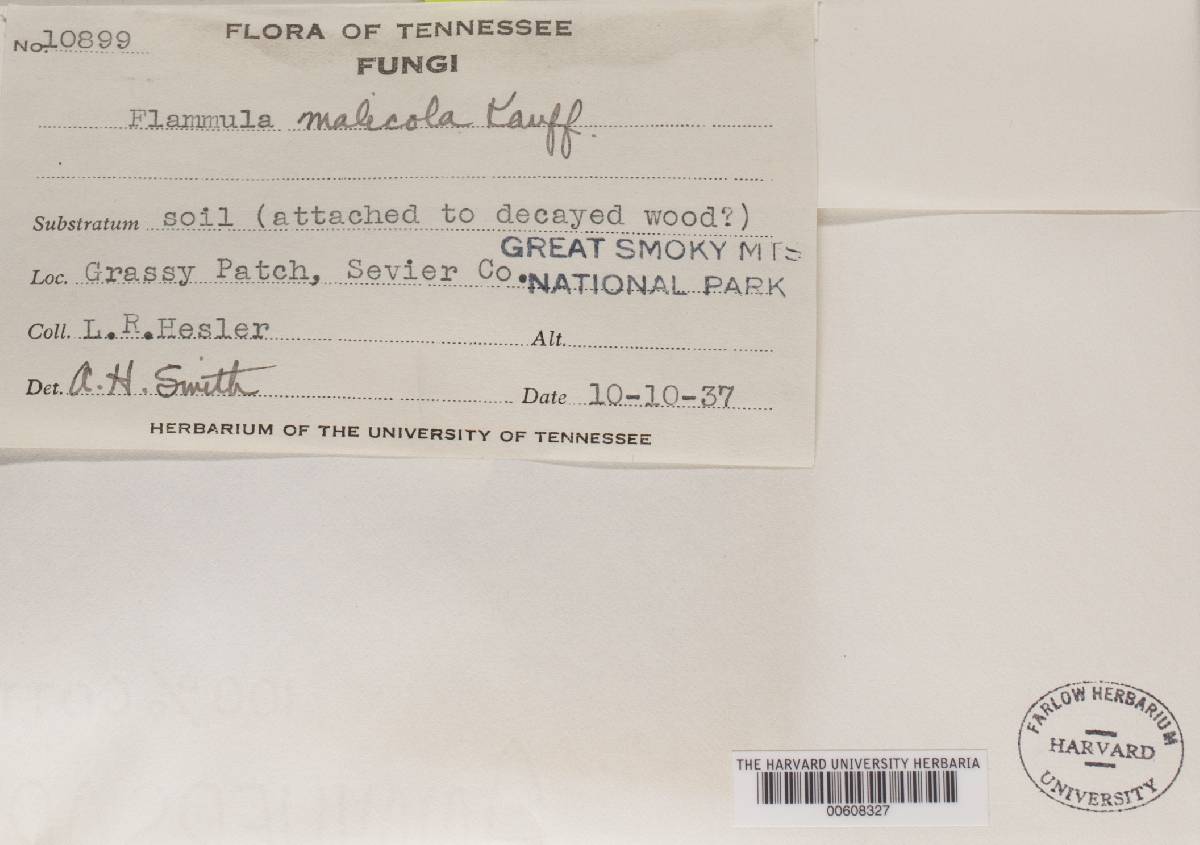 No. 10899
FLORA OF TENNESSEE
FUNGI
Flammula malicola Kauff.
Substratum soil (attached to decayed wood?)
GREAT SMOKY MTS
Loc. Grassy Patch, Sevier Co.
NATIONAL PARK
Coll. L.R.Hesler Alt.
Det. A. H. Smith Date 10-10-37
HERBARIUM OF THE UNIVERSITY OF TENNESSEE
FARLOW HERBARIUM
HARVARD
UNIVERSITY
THE HARVARD UNIVERSITY HERBARIA
00608327